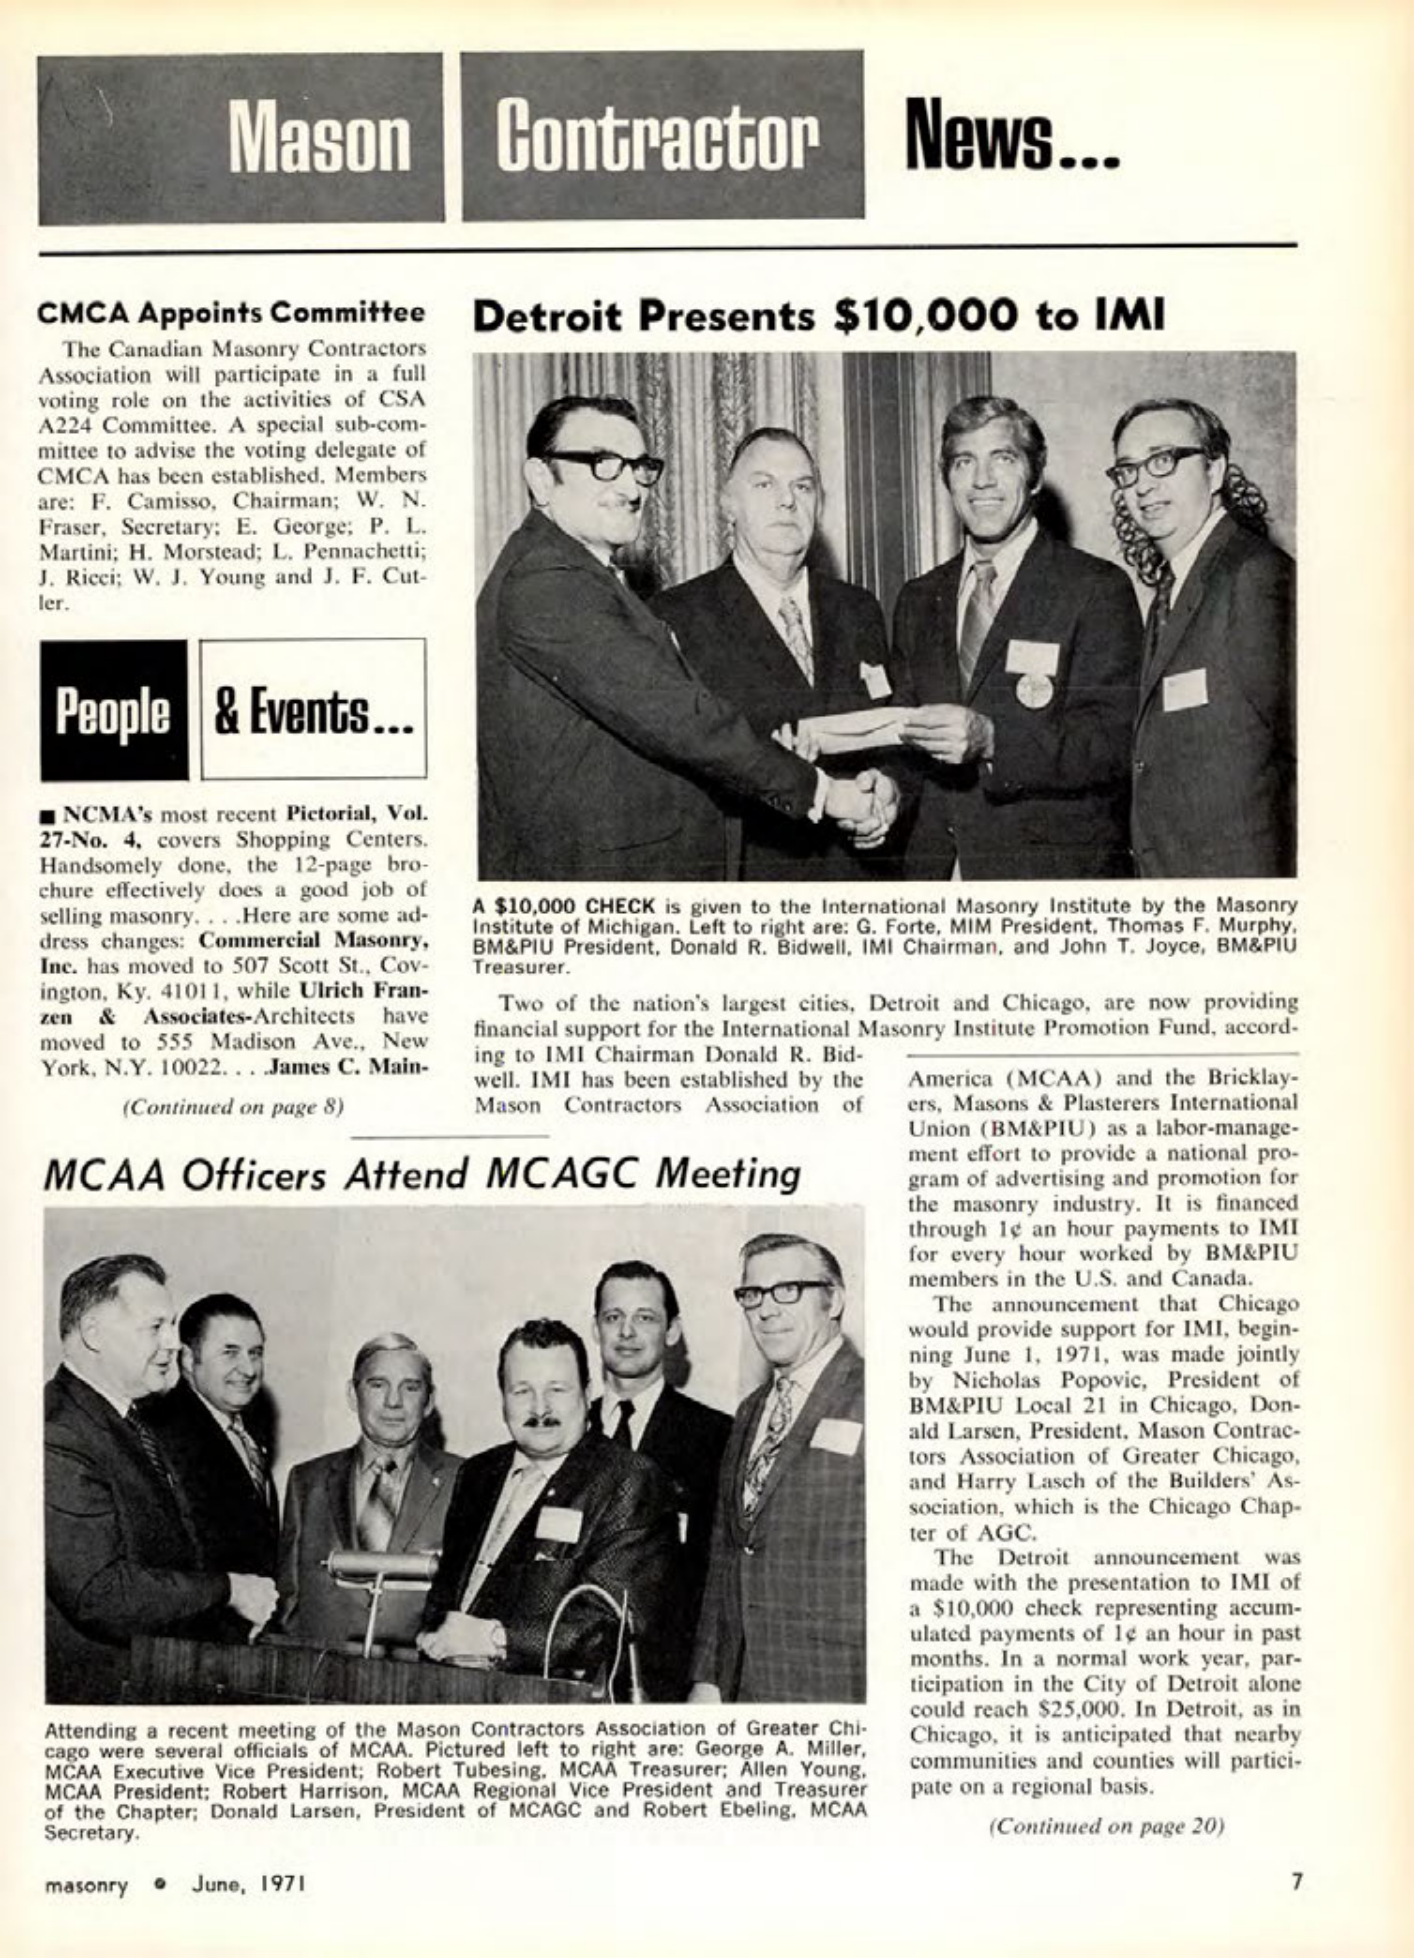 Mason Contractor News...
CMCA Appoints Committee
The Canadian Masonry Contractors
Association will participate in a full
voting role on the activities of CSA
A224 Committee. A special sub-com-
mittee to advise the voting delegate of
CMCA has been established. Members
are: F. Camisso, Chairman; W. N.
Fraser, Secretary; E. George; P. L.
Martini; H. Morstead; L. Pennachetti;
J. Ricci; W. J. Young and J. F. Cut-
ler.
People & Events...
■ NCMA's most recent Pictorial, Vol.
27-No. 4, covers Shopping Centers.
Handsomely done, the 12-page bro-
chure effectively does a good job of
selling masonry. . . .Here are some ad-
dress changes: Commercial Masonry,
Inc. has moved to 507 Scott St., Cov-
ington, Ky. 41011, while Ulrich Fran-
zen & Associates-Architects have
moved to 555 Madison Ave., New
York, N.Y. 10022. . . .James C. Main-
(Continued on page 8)
Detroit Presents $10,000 to IMI
A $10,000 CHECK is given to the International Masonry Institute by the Masonry
Institute of Michigan. Left to right are: G. Forte, MIM President, Thomas F. Murphy,
BM&PIU President, Donald R. Bidwell, IMI Chairman, and John T. Joyce, BM&PIU
Treasurer.
Two of the nation's largest cities, Detroit and Chicago, are now providing
financial support for the International Masonry Institute Promotion Fund, accord-
ing to IMI Chairman Donald R. Bid-
well. IMI has been established by the
Mason Contractors Association of
America (MCAA) and the Bricklay-
ers, Masons & Plasterers International
Union (BM&PIU) as a labor-manage-
ment effort to provide a national pro-
gram of advertising and promotion for
the masonry industry. It is financed
through 1¢ an hour payments to IMI
for every hour worked by BM&PIU
members in the U.S. and Canada.
The announcement that Chicago
would provide support for IMI, begin-
ning June 1, 1971, was made jointly
by Nicholas Popovic, President of
BM&PIU Local 21 in Chicago, Don-
ald Larsen, President, Mason Contrac-
tors Association of Greater Chicago,
and Harry Lasch of the Builders' As-
sociation, which is the Chicago Chap-
ter of AGC.
The Detroit announcement was
made with the presentation to IMI of
a $10,000 check representing accum-
ulated payments of 1¢ an hour in past
months. In a normal work year, par-
ticipation in the City of Detroit alone
could reach $25,000. In Detroit, as in
Chicago, it is anticipated that nearby
communities and counties will partici-
pate on a regional basis.
(Continued on page 20)
MCAA Officers Attend MCAGC Meeting
Attending a recent meeting of the Mason Contractors Association of Greater Chi-
cago were several officials of MCAA. Pictured left to right are: George A. Miller,
MCAA Executive Vice President; Robert Tubesing, MCAA Treasurer; Allen Young,
MCAA President; Robert Harrison, MCAA Regional Vice President and Treasurer
of the Chapter; Donald Larsen, President of MCAGC and Robert Ebeling, MCAA
Secretary.
masonry • June, 1971
7